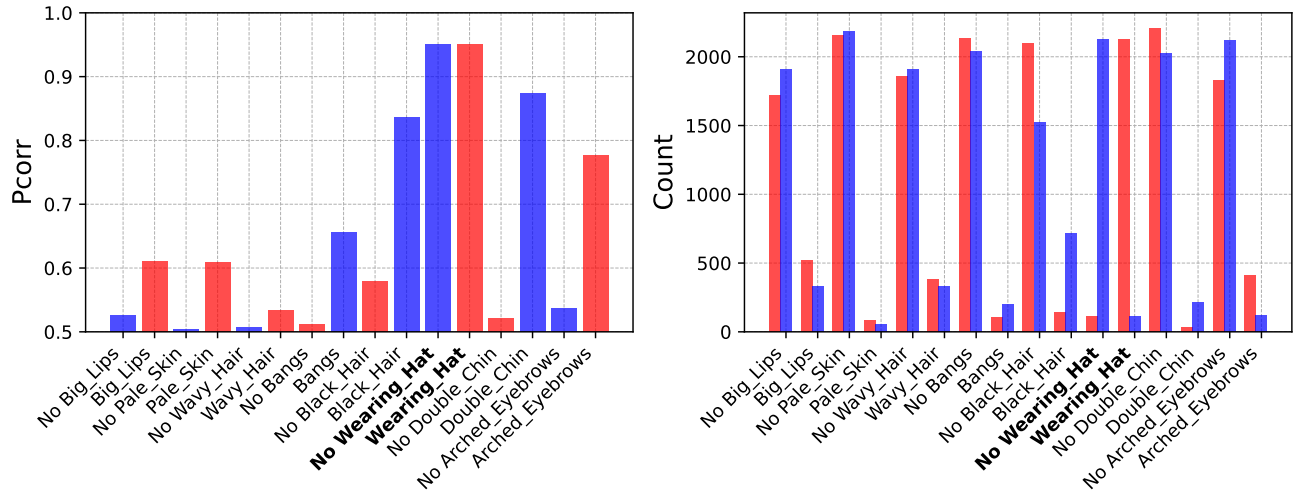 1.0
0.9
0.8
0.7
0.6
0.5
Pcorr
No Big_Lips
Big_Lips
No Pale_Skin
Pale_Skin
No Wavy_Hair
Wavy_Hair
No Bangs
Bangs
No Black_Hair
Black_Hair
No Wearing_Hat
Wearing_Hat
No Double_Chin
Double_Chin
No Arched_Eyebrows
Arched_Eyebrows
2000
1500
1000
500
0
Count
No Big_Lips
Big_Lips
No Pale_Skin
Pale_Skin
No Wavy_Hair
Wavy_Hair
No Bangs
Bangs
No Black_Hair
Black_Hair
No Wearing_Hat
Wearing_Hat
No Double_Chin
Double_Chin
No Arched_Eyebrows
Arched_Eyebrows